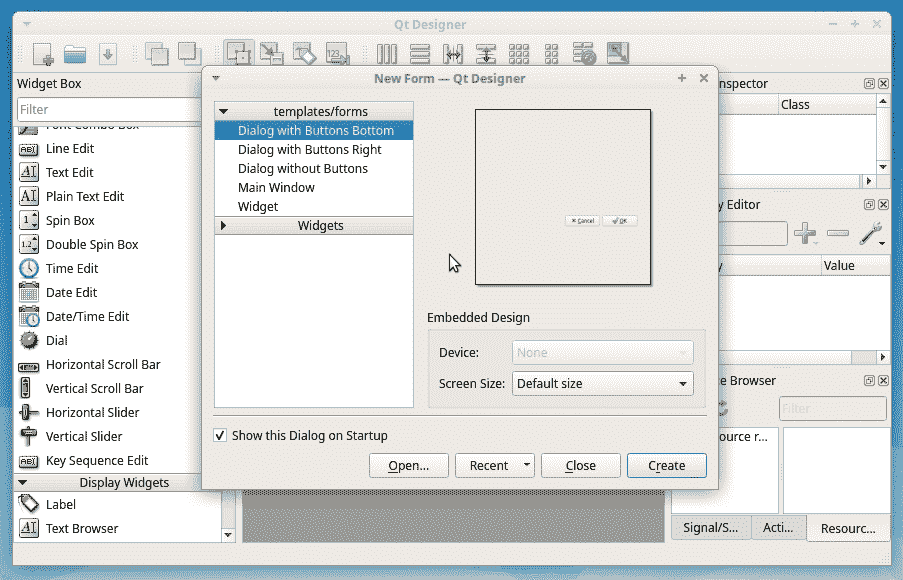 Qt Designer
Widget Box
Filter
Font Combo Box
Line Edit
Text Edit
Plain Text Edit
Spin Box
Double Spin Box
Time Edit
Date Edit
Date/Time Edit
Dial
Horizontal Scroll Bar
Vertical Scroll Bar
Horizontal Slider
Vertical Slider
Key Sequence Edit
Display Widgets
Label
Text Browser
New Form — Qt Designer
templates/forms
Dialog with Buttons Bottom
Dialog with Buttons Right
Dialog without Buttons
Main Window
Widget
Widgets
Cancel
OK
Embedded Design
Device:
None
Screen Size:
Default size
Show this Dialog on Startup
Open...
Recent
Close
Create
nspector
Class
y Editor
y
Value
e Browser
Filter
ource r...
Signal/S...
Acti...
Resourc...